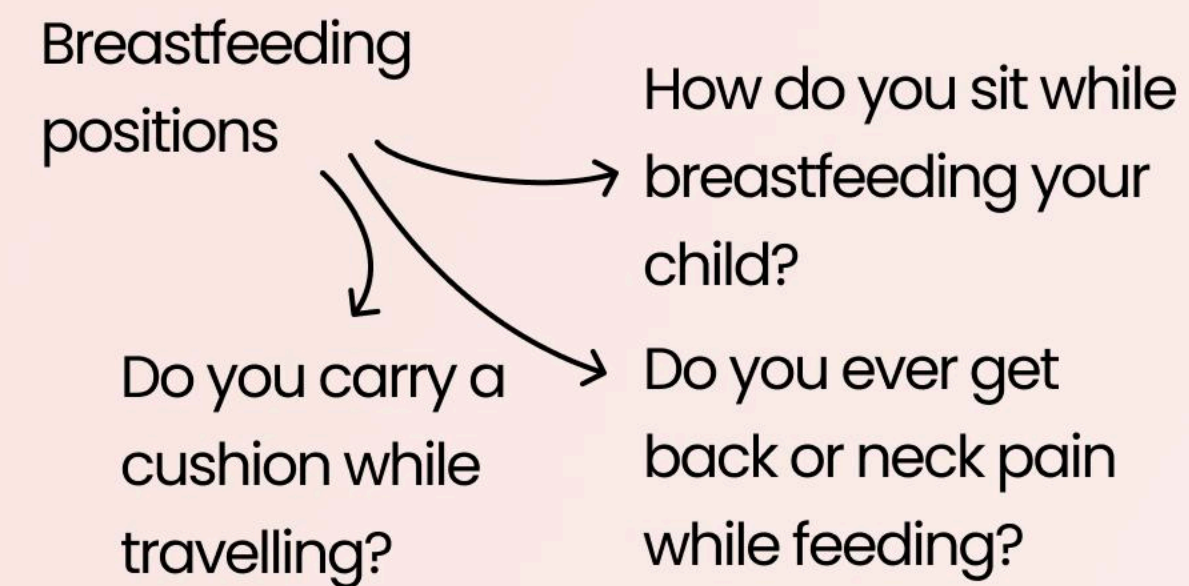 Breastfeeding
positions
How do you sit while
breastfeeding your
child?
Do you carry a
cushion while
travelling?
Do you ever get
back or neck pain
while feeding?